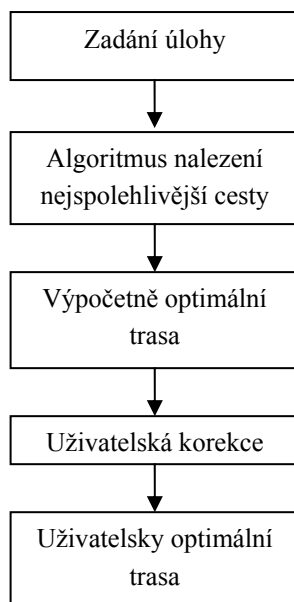 Zadání úlohy
Algoritmus nalezení
nejspolehlivější cesty
Výpočetně optimální
trasa
Uživatelská korekce
Uživatelsky optimální
trasa